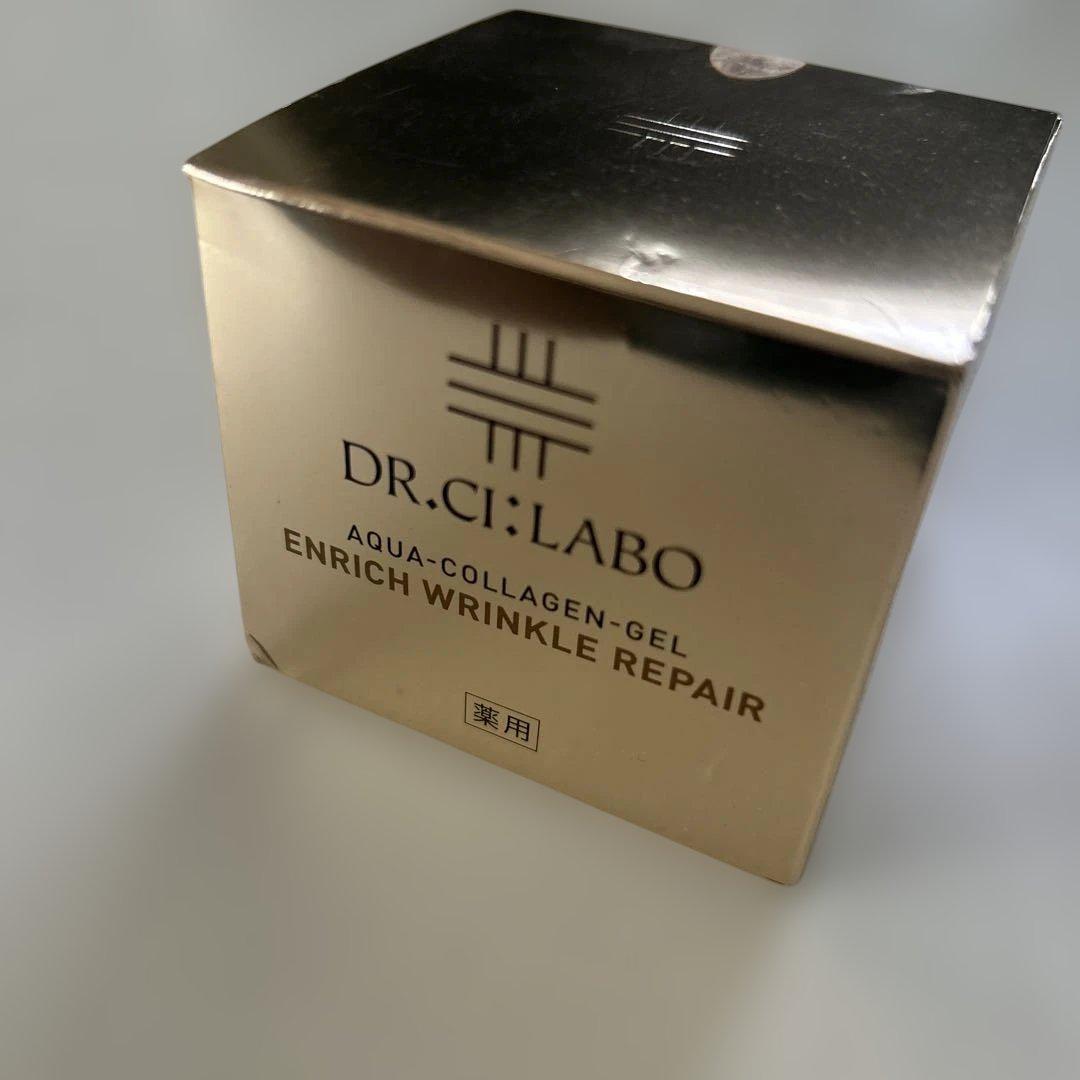 DR.CI:LABO
AQUA-COLLAGEN-GEL
ENRICH WRINKLE REPAIR
薬用